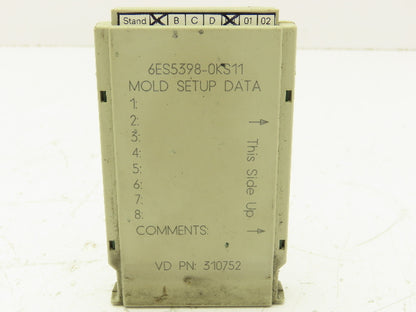 Stand B C D 01 02
6ES5398-0KS11
MOLD SETUP DATA
1:
2:
3:
4:
5:
6:
7:
8:
COMMENTS:
This Side Up
VD PN: 310752